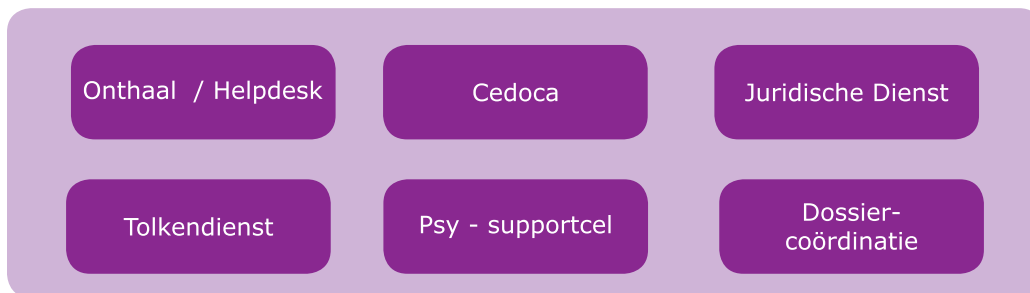 Onthaal / Helpdesk
Cedoca
Juridische Dienst
Tolkendienst
Psy - supportcel
Dossier-
coördinatie